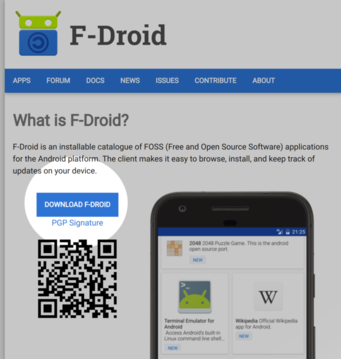 F-Droid
APPS FORUM DOCS NEWS ISSUES CONTRIBUTE ABOUT
What is F-Droid?
F-Droid is an installable catalogue of FOSS (Free and Open Source Software) applications
for the Android platform. The client makes it easy to browse, install, and keep track of
updates on your device.
DOWNLOAD F-DROID
PGP Signature
21:25
2048 2048 Puzzle Game. This is the android
open source port.
NEW
Terminal Emulator for
Android
Access Android's built-in
Linux command line shell...
NEW
W
Wikipedia Official Wikipedia
app for Android.
NEW